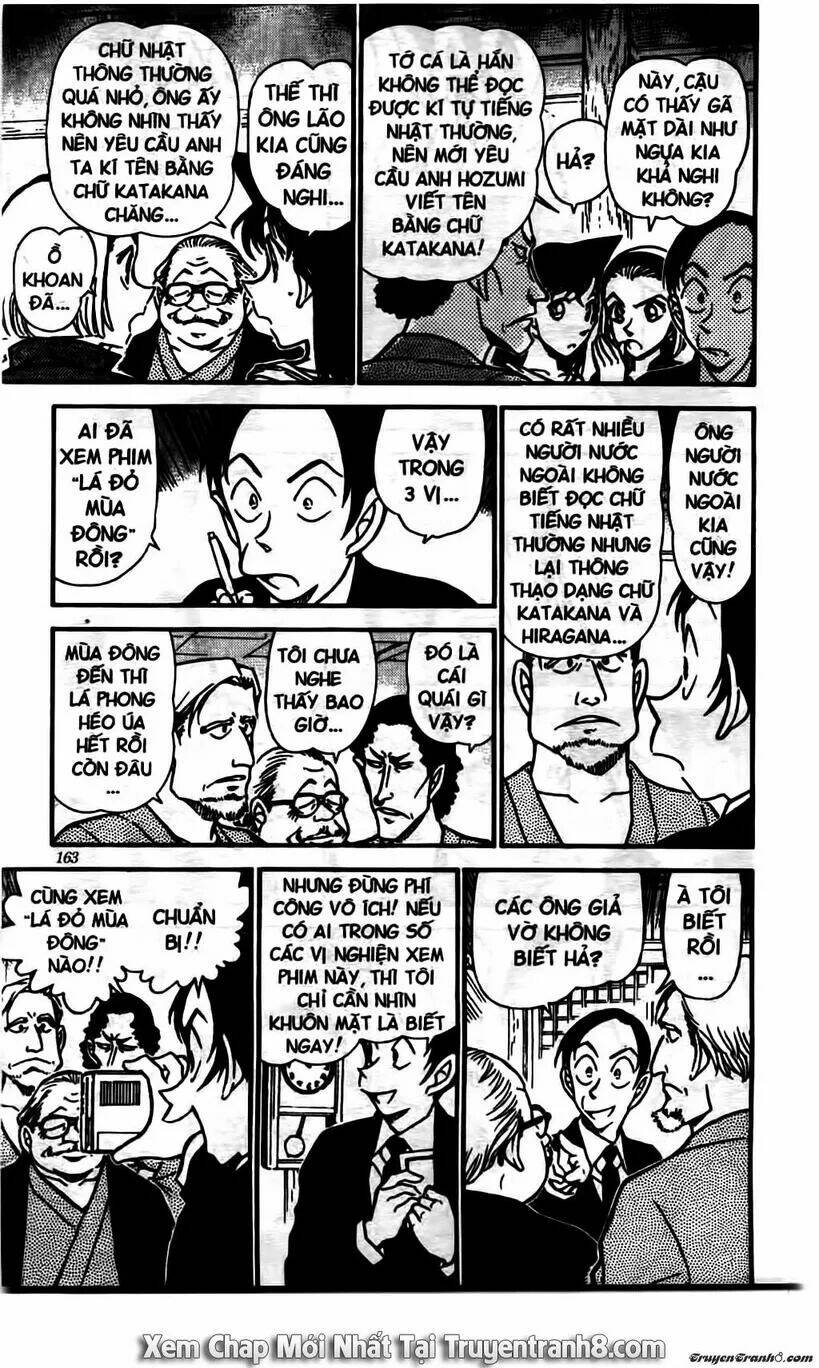 NÀY, CẬU
CÓ THẤY GÃ
MẶT DÀI NHƯ
NGỰA KIA
KHẢ NGHI
KHÔNG?
HẢ?
TỚ CÁ LÀ HẮN
KHÔNG THỂ ĐỌC
ĐƯỢC KÍ TỰ TIẾNG
NHẬT THƯỜNG,
NÊN MỚI YÊU
CẦU ANH HOZUMI
VIẾT TÊN
BẰNG CHỮ
KATAKANA!
THẾ THÌ
ÔNG LÃO
KIA CŨNG
ĐÁNG
NGHI...
CHỮ NHẬT
THÔNG THƯỜNG
QUÁ NHỎ, ÔNG ẤY
KHÔNG NHÌN THẤY
NÊN YÊU CẦU ANH
TA KÍ TÊN BẰNG
CHỮ KATAKANA
CHĂNG...
Ồ
KHOAN
ĐÃ...
ÔNG
NGƯỜI
NƯỚC
NGOÀI
KIA
CŨNG
VẬY!
CÓ RẤT NHIỀU
NGƯỜI NƯỚC
NGOÀI KHÔNG
BIẾT ĐỌC CHỮ
TIẾNG NHẬT
THƯỜNG NHƯNG
LẠI THÔNG
THẠO DẠNG CHỮ
KATAKANA VÀ
HIRAGANA...
VẬY
TRONG
3 VỊ...
AI ĐÃ
XEM PHIM
"LÁ ĐỎ
MÙA
ĐÔNG"
RỒI?
ĐÓ LÀ
CÁI
QUÁI GÌ
VẬY?
TÔI CHƯA
NGHE
THẤY BAO
GIỜ...
MÙA ĐÔNG
ĐẾN THÌ
LÁ PHONG
HÉO ÚA
HẾT RỒI
CÒN ĐÂU
...
163
À TÔI
BIẾT
RỒI
...
CÁC ÔNG GIẢ
VỜ KHÔNG
BIẾT HẢ?
NHƯNG ĐỪNG PHÍ
CÔNG VÔ ÍCH! NẾU
CÓ AI TRONG SỐ
CÁC VỊ NGHIỆN XEM
PHIM NÀY, THÌ TÔI
CHỈ CẦN NHÌN
KHUÔN MẶT LÀ BIẾT
NGAY!
CHUẨN
BỊ!!
CÙNG XEM
"LÁ ĐỎ MÙA
ĐÔNG"
NÀO!!
Xem Chap Mới Nhất Tại Truyentranh8.com
TruyenTranh8.com